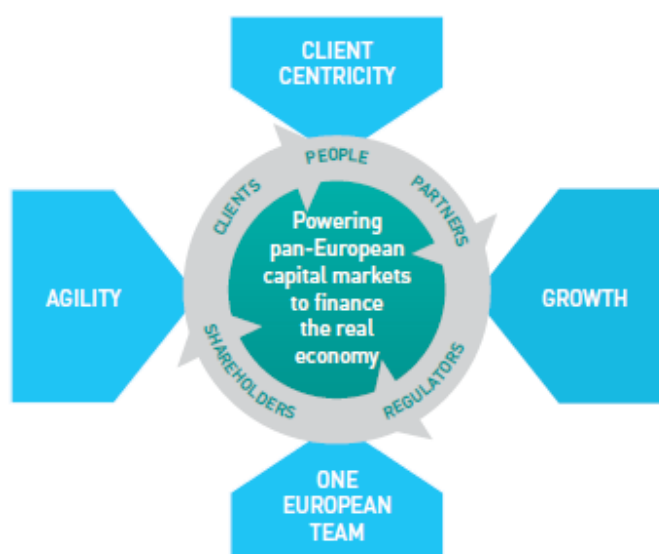 CLIENT
CENTRICITY
PEOPLE
CLIENTS
PARTNERS
Powering
pan-European
capital markets
to finance
the real
economy
AGILITY
GROWTH
SHAREHOLDERS
REGULATORS
ONE
EUROPEAN
TEAM